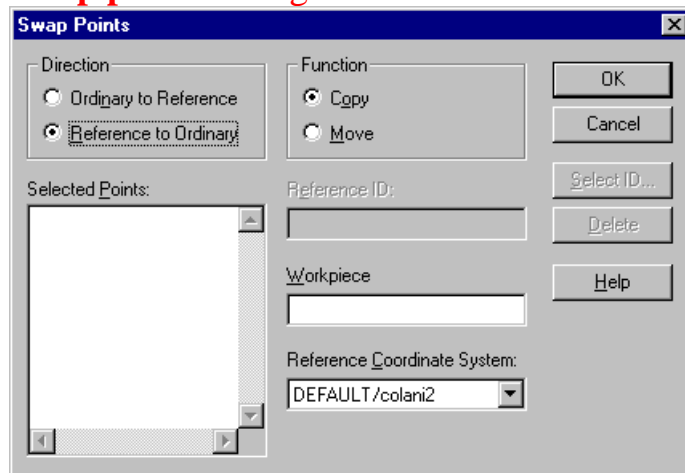 Swap Points
Direction
Ordinary to Reference
Reference to Ordinary
Function
Copy
Move
OK
Cancel
Select ID...
Delete
Help
Selected Points:
Reference ID:
Workpiece
Reference Coordinate System:
DEFAULT/colani2